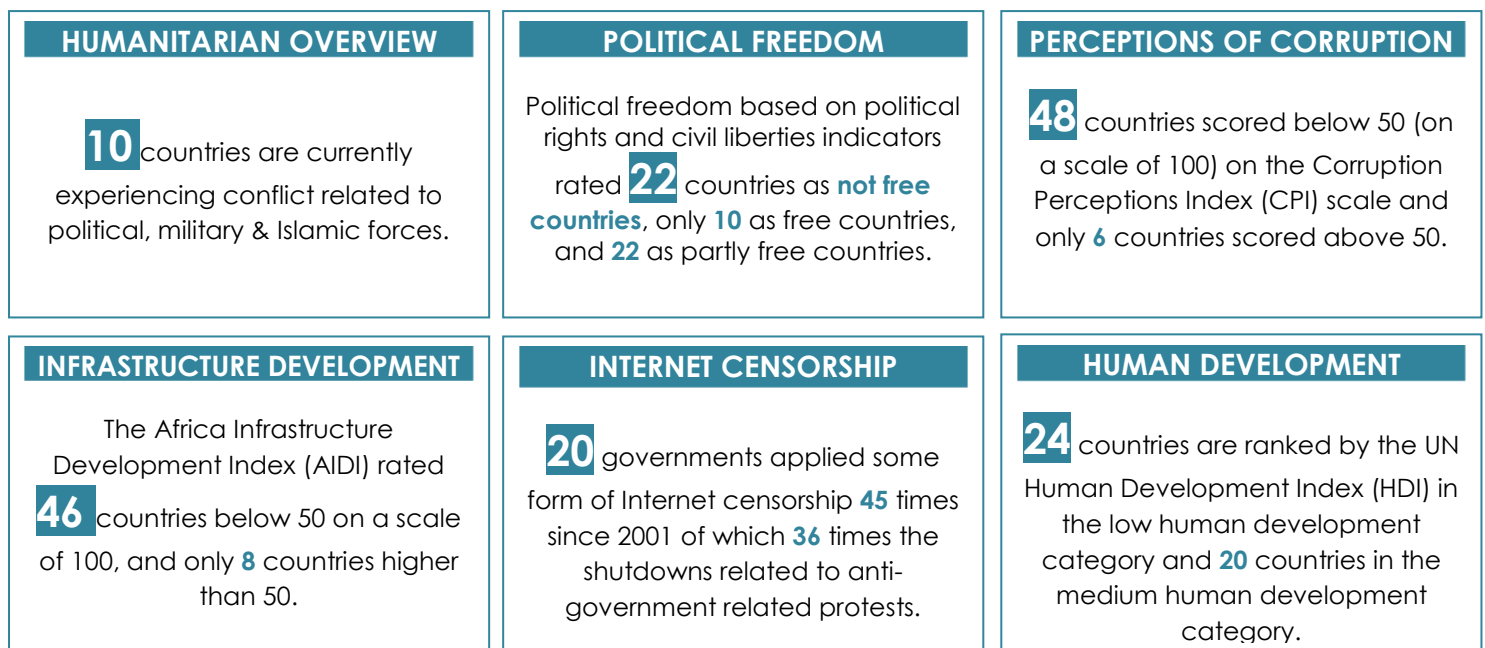 HUMANITARIAN OVERVIEW
10 countries are currently
experiencing conflict related to
political, military & Islamic forces.
POLITICAL FREEDOM
Political freedom based on political
rights and civil liberties indicators
rated 22 countries as not free
countries, only 10 as free countries,
and 22 as partly free countries.
PERCEPTIONS OF CORRUPTION
48 countries scored below 50 (on
a scale of 100) on the Corruption
Perceptions Index (CPI) scale and
only 6 countries scored above 50.
INFRASTRUCTURE DEVELOPMENT
The Africa Infrastructure
Development Index (AIDI) rated
46 countries below 50 on a scale
of 100, and only 8 countries higher
than 50.
INTERNET CENSORSHIP
20 governments applied some
form of Internet censorship 45 times
since 2001 of which 36 times the
shutdowns related to anti-
government related protests.
HUMAN DEVELOPMENT
24 countries are ranked by the UN
Human Development Index (HDI) in
the low human development
category and 20 countries in the
medium human development
category.